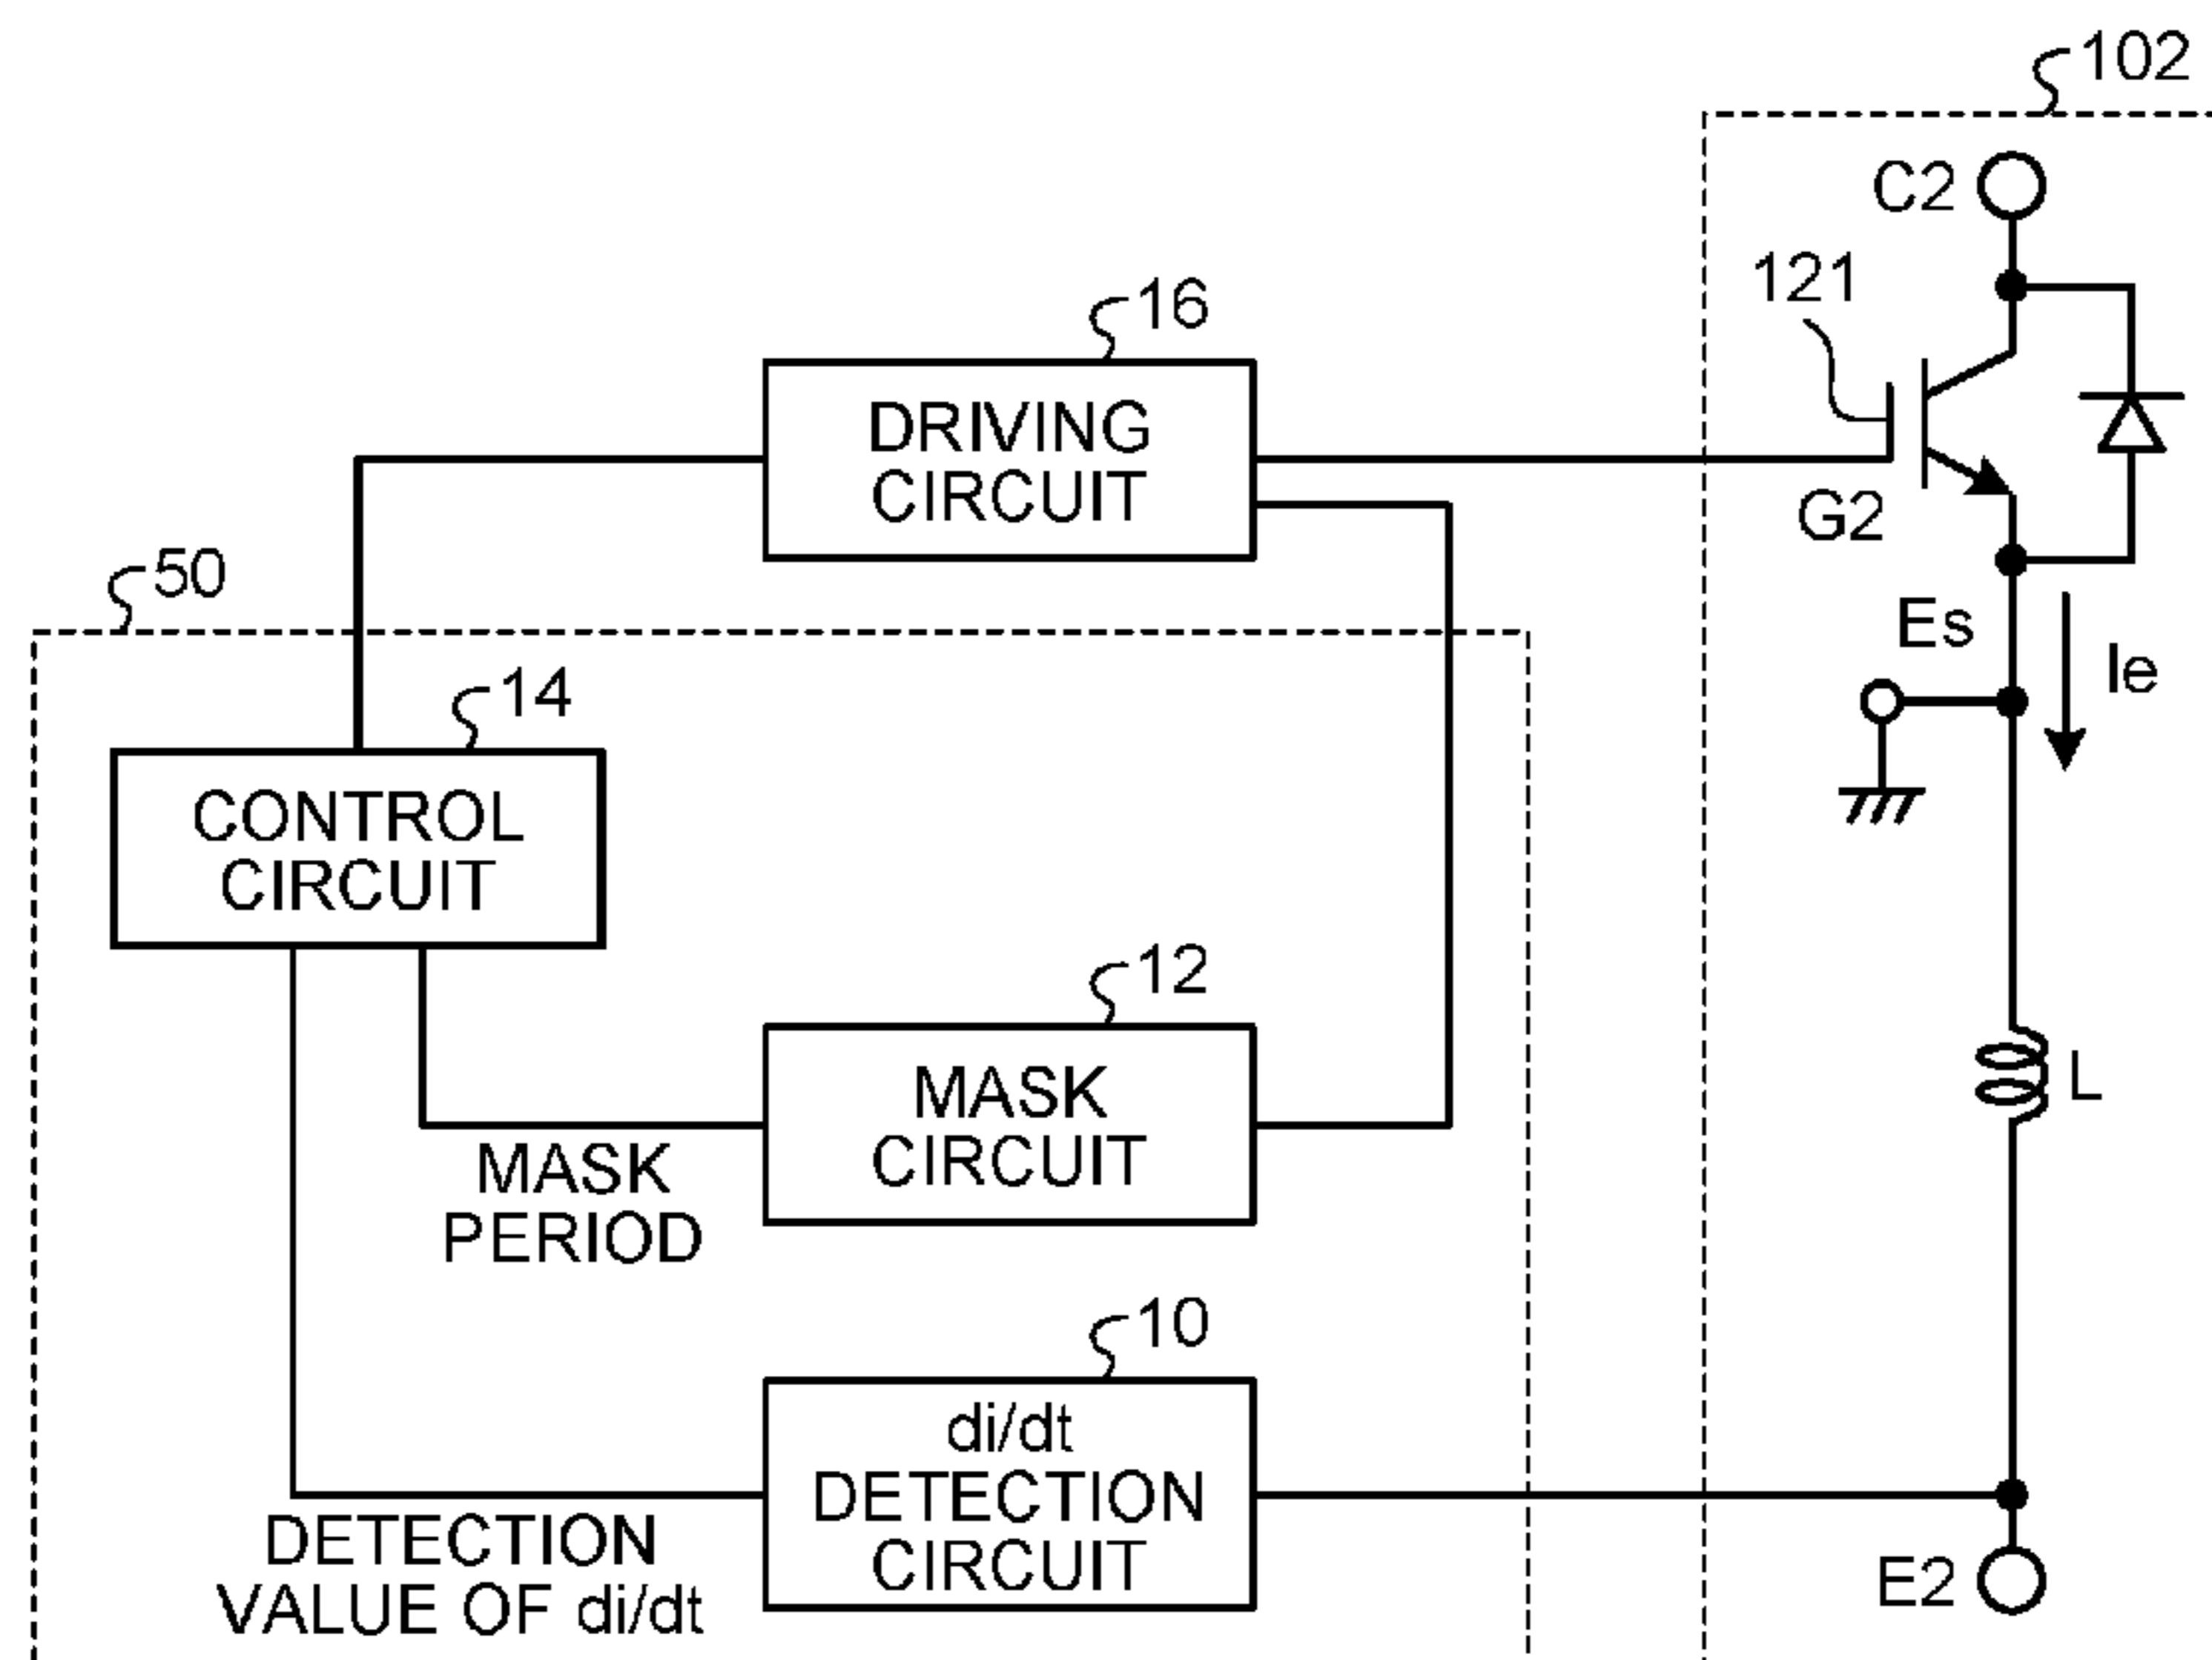 102
C2
121
16
DRIVING
CIRCUIT
G2
50
Es
Ie
14
CONTROL
CIRCUIT
12
MASK
CIRCUIT
L
MASK
PERIOD
10
di/dt
DETECTION
CIRCUIT
DETECTION
VALUE OF di/dt
E2